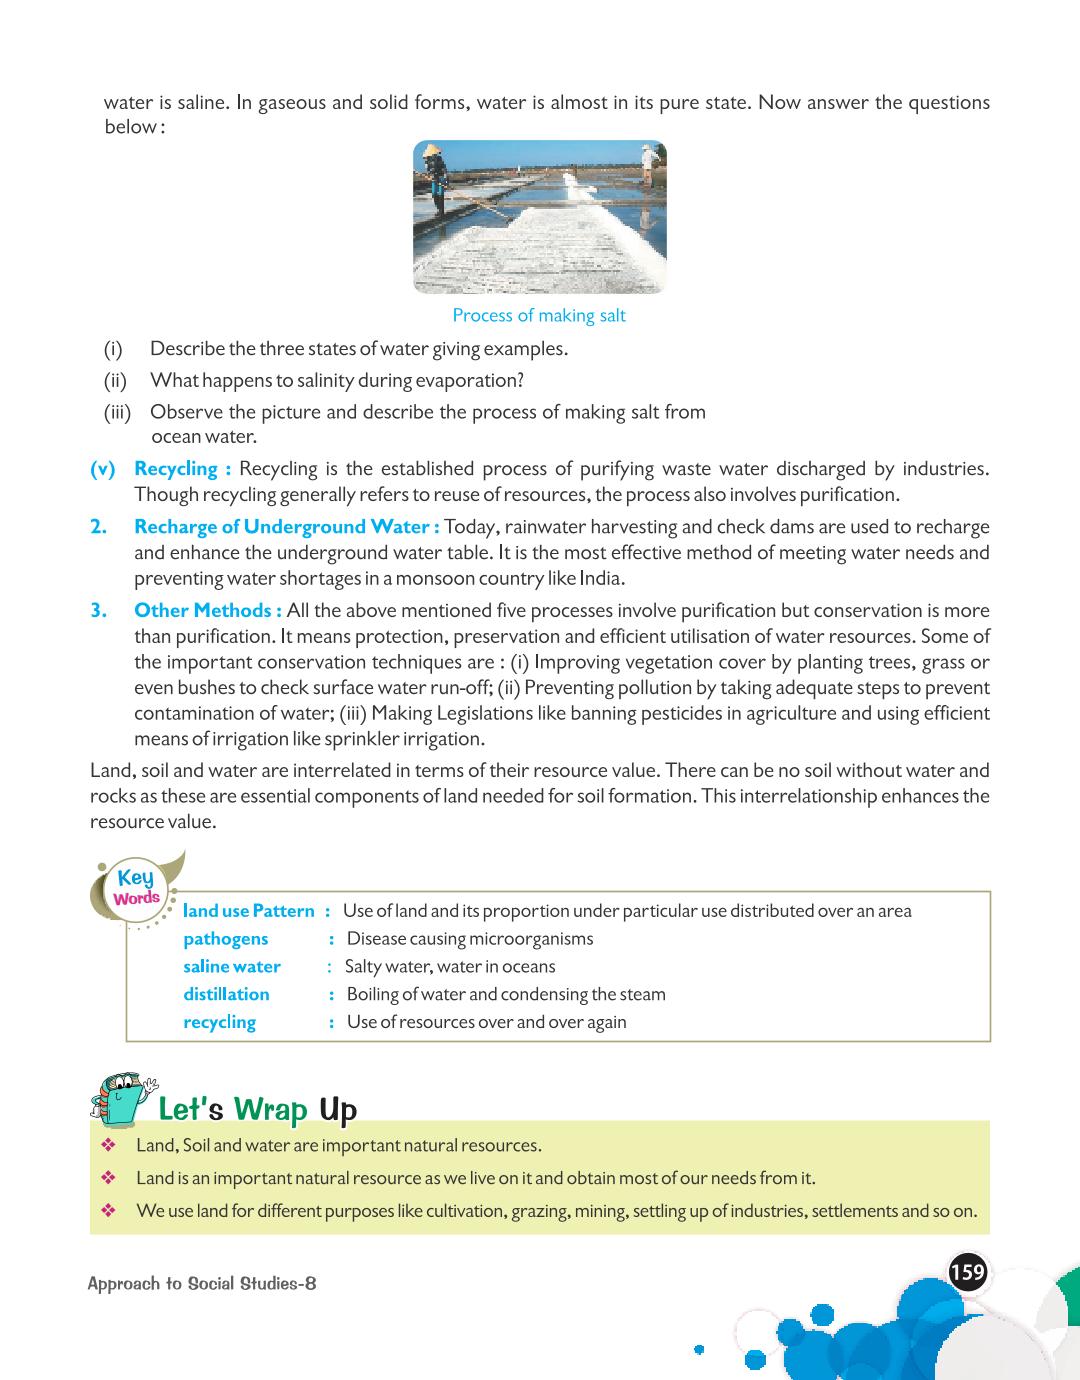 water is saline. In gaseous and solid forms, water is almost in its pure state. Now answer the questions
below :
Process of making salt
(i) Describe the three states of water giving examples.
(ii) What happens to salinity during evaporation?
(iii) Observe the picture and describe the process of making salt from
ocean water.
(v) Recycling : Recycling is the established process of purifying waste water discharged by industries.
Though recycling generally refers to reuse of resources, the process also involves purification.
2. Recharge of Underground Water : Today, rainwater harvesting and check dams are used to recharge
and enhance the underground water table. It is the most effective method of meeting water needs and
preventing water shortages in a monsoon country like India.
3. Other Methods : All the above mentioned five processes involve purification but conservation is more
than purification. It means protection, preservation and efficient utilisation of water resources. Some of
the important conservation techniques are : (i) Improving vegetation cover by planting trees, grass or
even bushes to check surface water run-off; (ii) Preventing pollution by taking adequate steps to prevent
contamination of water; (iii) Making Legislations like banning pesticides in agriculture and using efficient
means of irrigation like sprinkler irrigation.
Land, soil and water are interrelated in terms of their resource value. There can be no soil without water and
rocks as these are essential components of land needed for soil formation. This interrelationship enhances the
resource value.
Key
Words
land use Pattern : Use of land and its proportion under particular use distributed over an area
pathogens : Disease causing microorganisms
saline water : Salty water, water in oceans
distillation : Boiling of water and condensing the steam
recycling : Use of resources over and over again
Let's Wrap Up
❖ Land, Soil and water are important natural resources.
❖ Land is an important natural resource as we live on it and obtain most of our needs from it.
❖ We use land for different purposes like cultivation, grazing, mining, settling up of industries, settlements and so on.
Approach to Social Studies-8
159